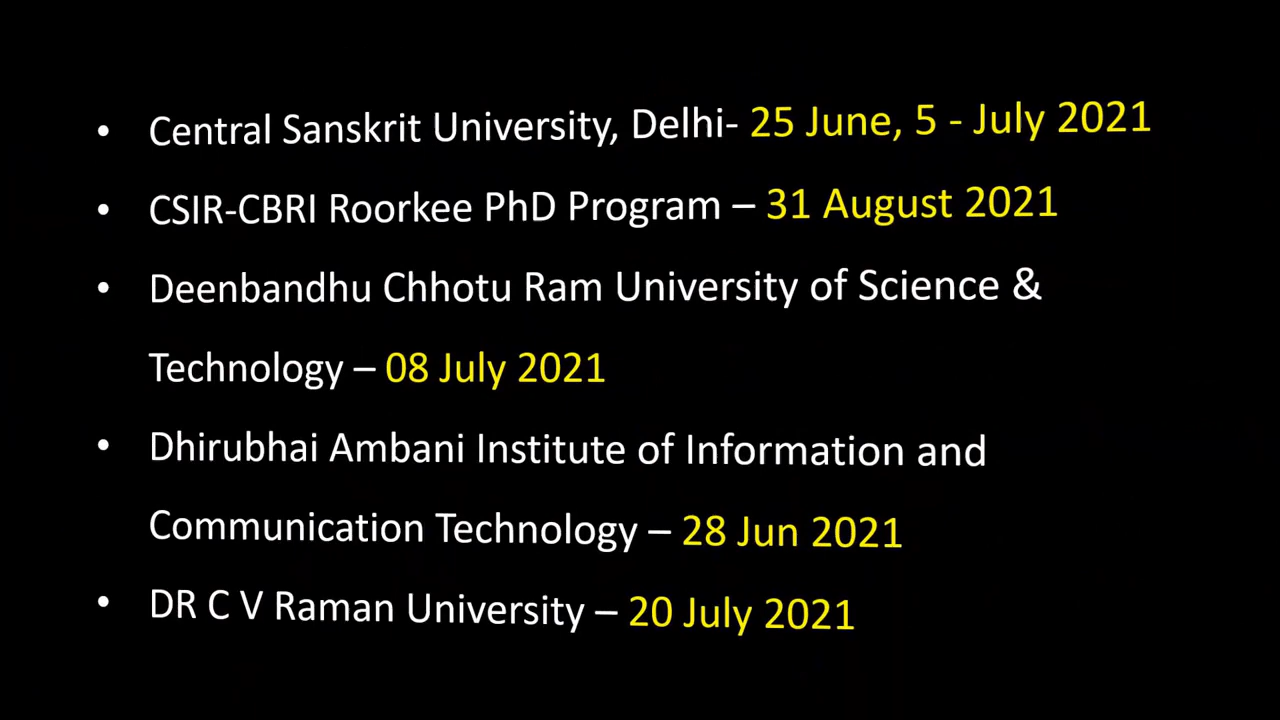 • Central Sanskrit University, Delhi- 25 June, 5 - July 2021
• CSIR-CBRI Roorkee PhD Program – 31 August 2021
• Deenbandhu Chhotu Ram University of Science &
Technology – 08 July 2021
• Dhirubhai Ambani Institute of Information and
Communication Technology – 28 Jun 2021
• DR C V Raman University – 20 July 2021